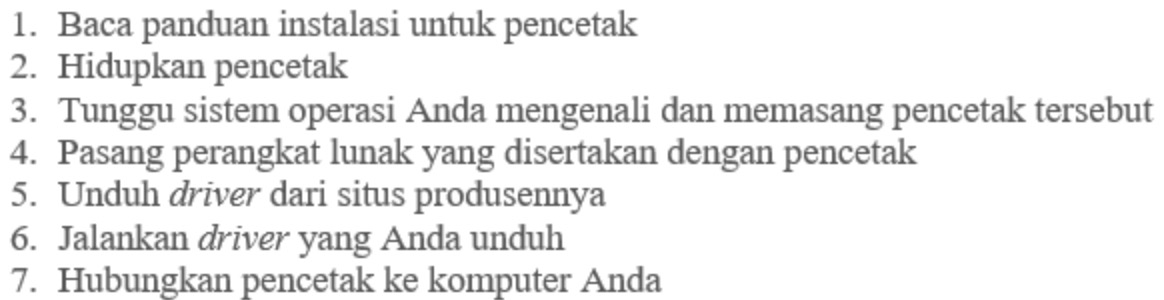 1. Baca panduan instalasi untuk pencetak
2. Hidupkan pencetak
3. Tunggu sistem operasi Anda mengenali dan memasang pencetak tersebut
4. Pasang perangkat lunak yang disertakan dengan pencetak
5. Unduh driver dari situs produsennya
6. Jalankan driver yang Anda unduh
7. Hubungkan pencetak ke komputer Anda